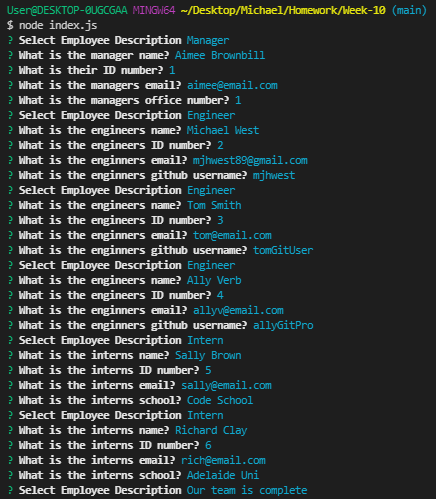 User@DESKTOP-0UGCGAA MINGW64 ~/Desktop/Michael/Homework/Week-10 (main)
$ node index.js
? Select Employee Description Manager
? What is the manager name? Aimee Brownbill
? What is their ID number? 1
? What is the managers email? aimee@email.com
? What is the managers office number? 1
? Select Employee Description Engineer
? What is the engineers name? Michael West
? What is the engineers ID number? 2
? What is the enginners email? mjhwest89@gmail.com
? What is the enginners github username? mjhwest
? Select Employee Description Engineer
? What is the engineers name? Tom Smith
? What is the engineers ID number? 3
? What is the enginners email? tom@email.com
? What is the enginners github username? tomGitUser
? Select Employee Description Engineer
? What is the engineers name? Ally Verb
? What is the engineers ID number? 4
? What is the enginners email? allyv@email.com
? What is the enginners github username? allyGitPro
? Select Employee Description Intern
? What is the interns name? Sally Brown
? What is the interns ID number? 5
? What is the interns email? sally@email.com
? What is the interns school? Code School
? Select Employee Description Intern
? What is the interns name? Richard Clay
? What is the interns ID number? 6
? What is the interns email? rich@email.com
? What is the interns school? Adelaide Uni
? Select Employee Description Our team is complete